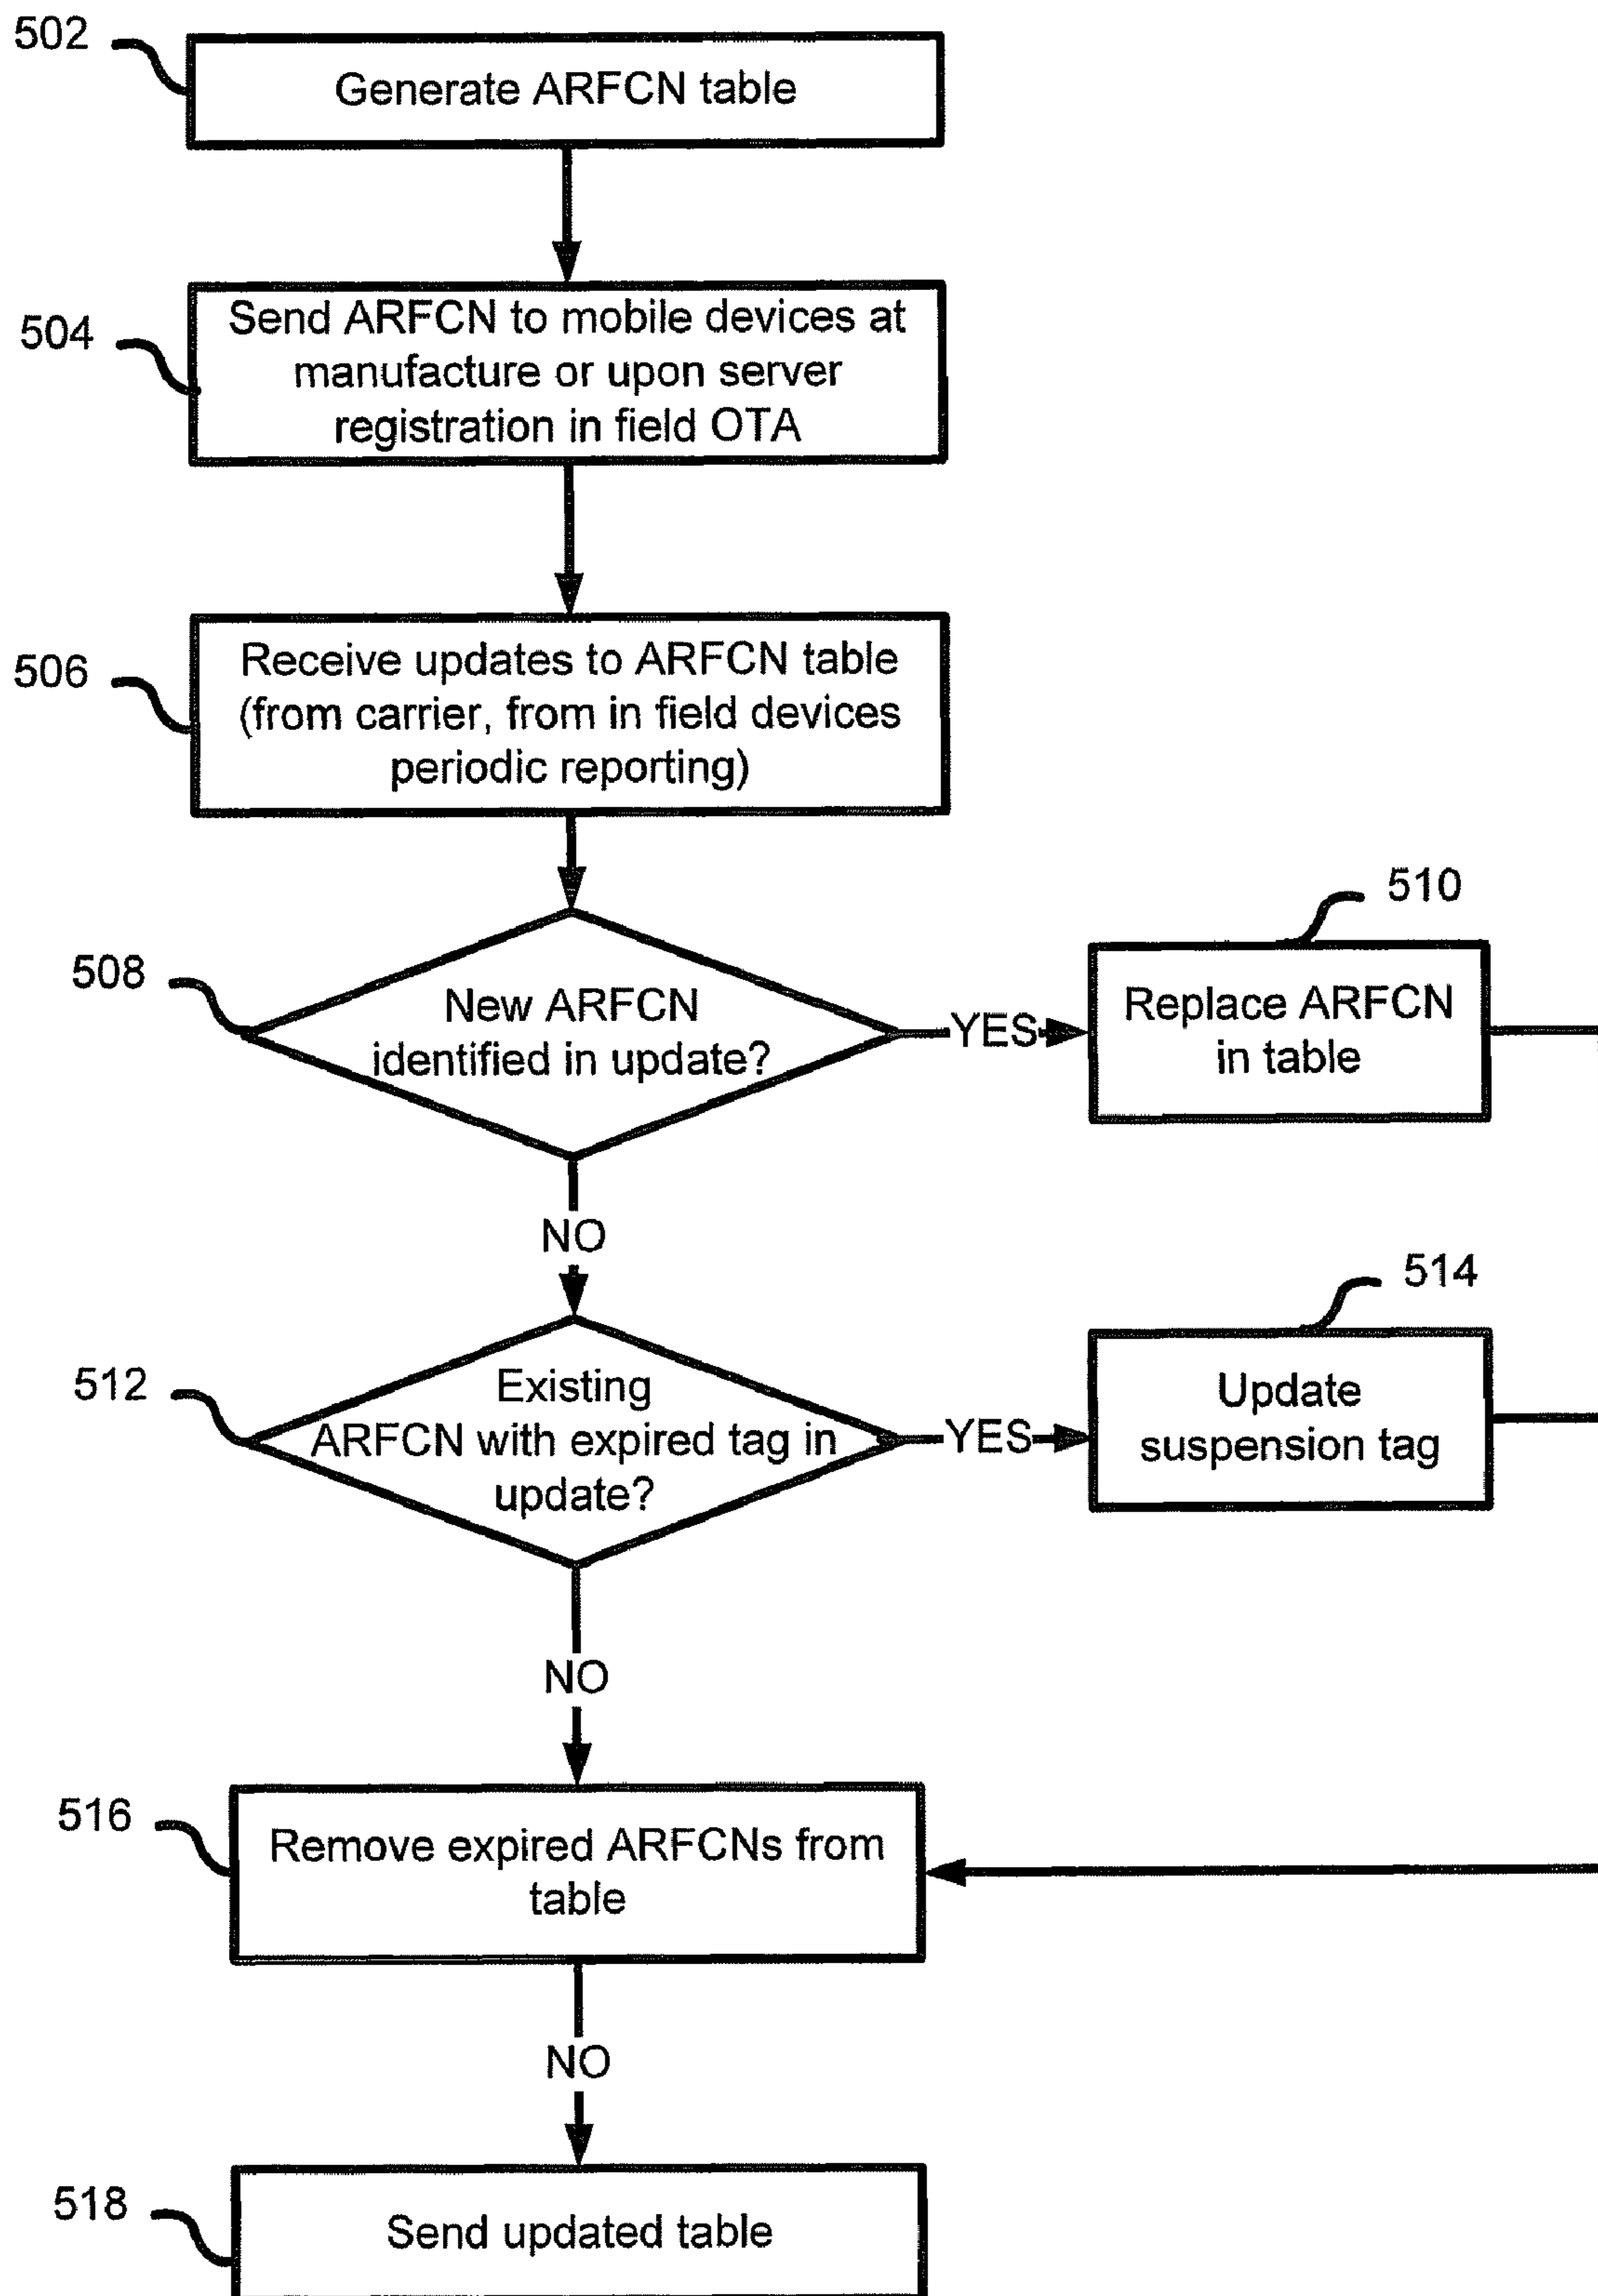 502
Generate ARFCN table
504
Send ARFCN to mobile devices at
manufacture or upon server
registration in field OTA
506
Receive updates to ARFCN table
(from carrier, from in field devices
periodic reporting)
508
New ARFCN
identified in update?
YES
510
Replace ARFCN
in table
NO
512
Existing
ARFCN with expired tag in
update?
YES
514
Update
suspension tag
NO
516
Remove expired ARFCNs from
table
NO
518
Send updated table